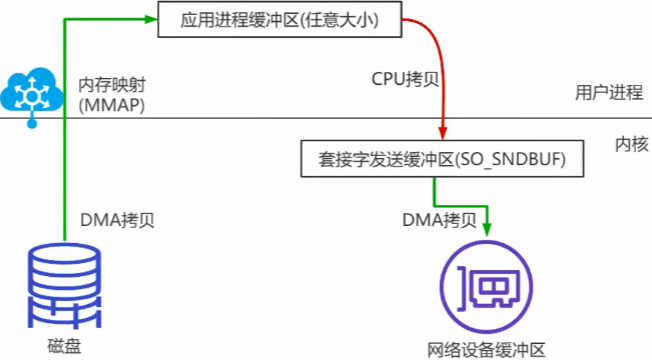 应用进程缓冲区(任意大小)
内存映射
(MMAP)
CPU拷贝
用户进程
内核
套接字发送缓冲区(SO_SNDBUF)
DMA拷贝
DMA拷贝
磁盘
网络设备缓冲区